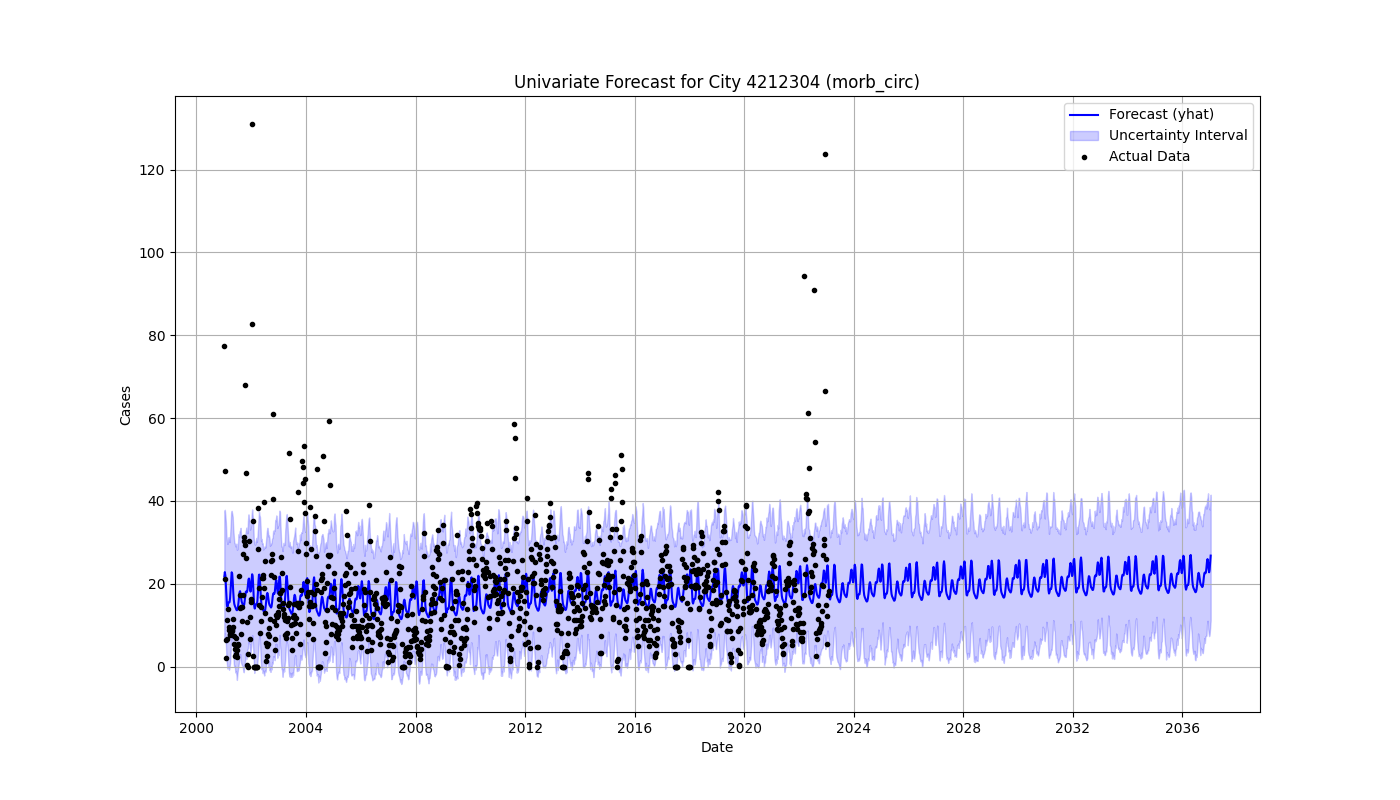 Univariate Forecast for City 4212304 (morb_circ)
Forecast (yhat)
Uncertainty Interval
Actual Data
120
100
80
60
40
20
0
Cases
2000 2004 2008 2012 2016 2020 2024 2028 2032 2036
Date